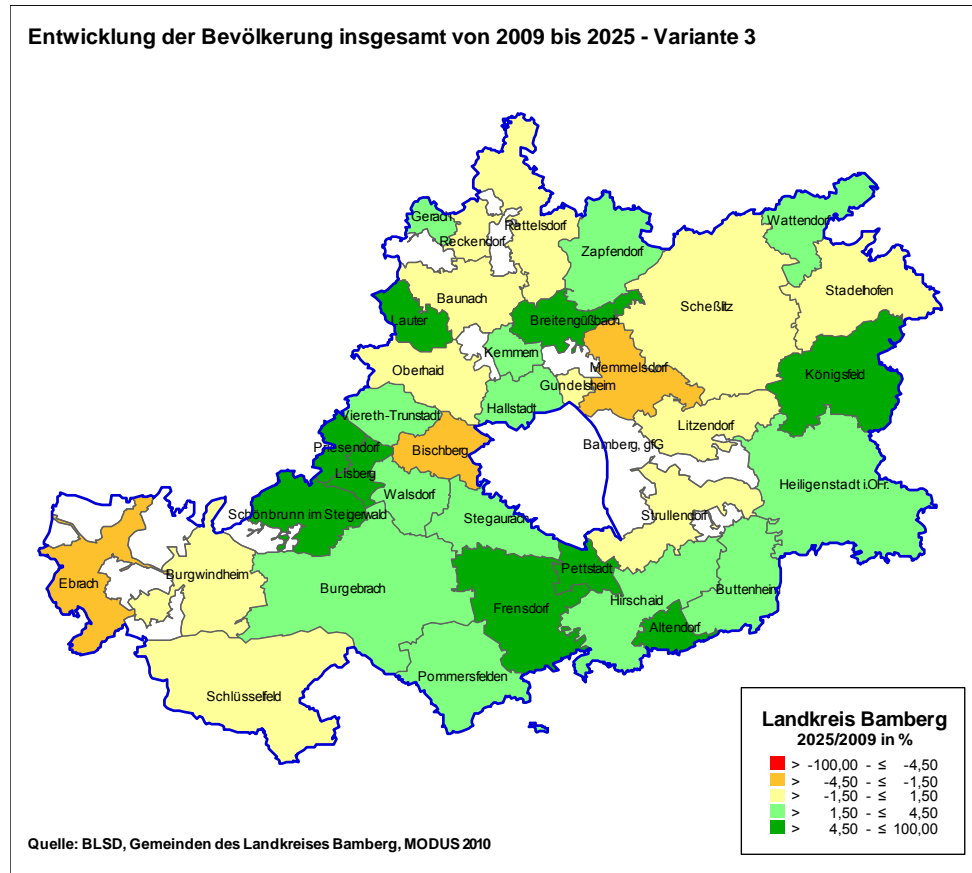 Entwicklung der Bevölkerung insgesamt von 2009 bis 2025 - Variante 3
Gerach
Reckendorf
Rattelsdorf
Zapfendorf
Wattendorf
Stadelhofen
Baunach
Scheßlitz
Lauter
Breitengüßbach
Kemmern
Oberhaid
Memmelsdorf
Gundelsheim
Königsfeld
Hallstadt
Viereth-Trunstadt
Litzendorf
Priesendorf
Bischberg
Bamberg, gfG
Lisberg
Walsdorf
Heiligenstadt i.OFr.
Schönbrunn im Steigerwald
Stegaurach
Strullendorf
Ebrach
Burgwindheim
Burgebrach
Pettstadt
Frensdorf
Hirschaid
Buttenheim
Altendorf
Pommersfelden
Schlüsselfeld
Landkreis Bamberg
2025/2009 in %
> -100,00 - ≤ -4,50
> -4,50 - ≤ -1,50
> -1,50 - ≤ 1,50
> 1,50 - ≤ 4,50
> 4,50 - ≤ 100,00
Quelle: BLSD, Gemeinden des Landkreises Bamberg, MODUS 2010